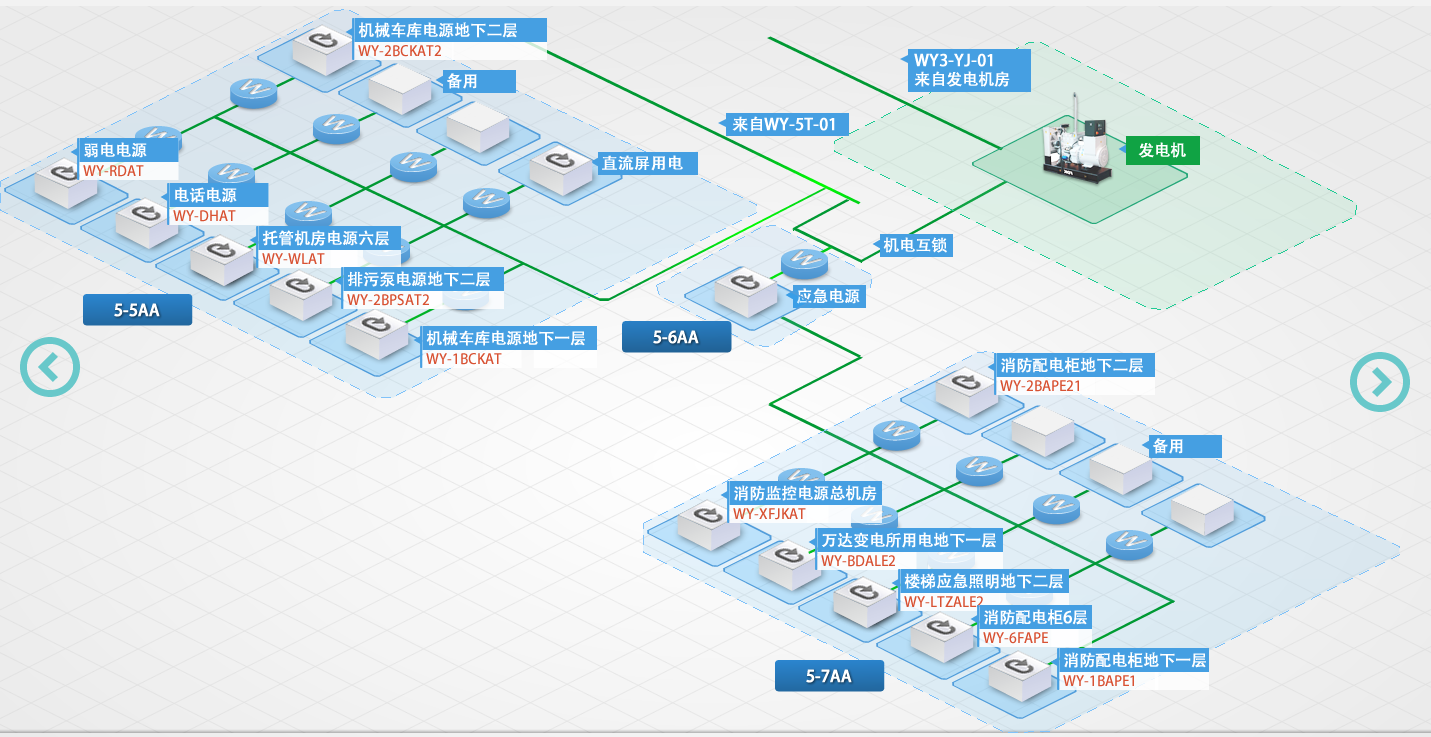 机械车库电源地下二层
WY-2BCKAT2
备用
WY3-YJ-01
来自发电机房
来自WY-5T-01
发电机
弱电电源
WY-RDAT
直流屏用电
电话电源
WY-DHAT
托管机房电源六层
WY-WLAT
机电互锁
排污泵电源地下二层
WY-2BPSAT2
应急电源
5-5AA
机械车库电源地下一层
WY-1BCKAT
5-6AA
消防配电柜地下二层
WY-2BAPE21
备用
消防监控电源总机房
WY-XFJKAT
万达变电所用电地下一层
WY-BDALE2
楼梯应急照明地下二层
WY-LTZALE2
消防配电柜6层
WY-6FAPE
消防配电柜地下一层
WY-1BAPE1
5-7AA